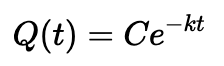 Q(t) = Ce^{-kt}